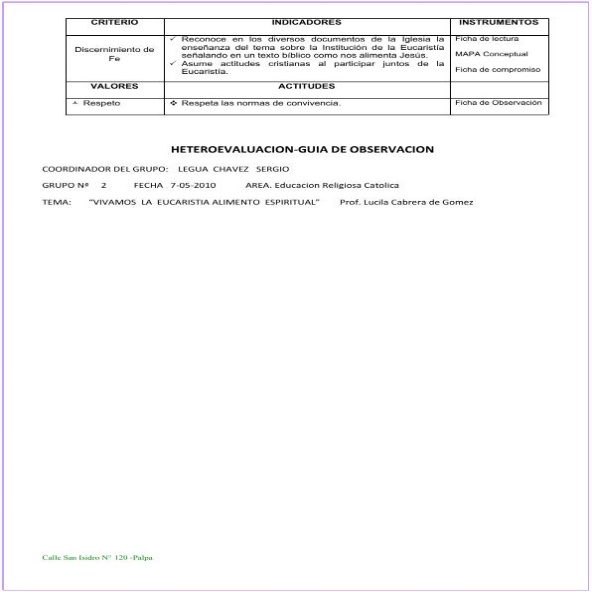 CRITERIO INDICADORES INSTRUMENTOS
Discernimiento de
Fe
✓ Reconoce en los diversos documentos de la Iglesia la
enseñanza del tema sobre la Institución de la Eucaristía
señalando en un texto bíblico como nos alimenta Jesús.
✓ Asume actitudes cristianas al participar juntos de la
Eucaristía.
Ficha de lectura
MAPA Conceptual
Ficha de compromiso
VALORES ACTITUDES
Respeto ❖ Respeta las normas de convivencia. Ficha de Observación
HETEROEVALUACION-GUIA DE OBSERVACION
COORDINADOR DEL GRUPO: LEGUA CHAVEZ SERGIO
GRUPO Nº 2 FECHA 7-05-2010 AREA. Educacion Religiosa Catolica
TEMA: “VIVAMOS LA EUCARISTIA ALIMENTO ESPIRITUAL” Prof. Lucila Cabrera de Gomez
Calle San Isidro N° 120 -Palpa